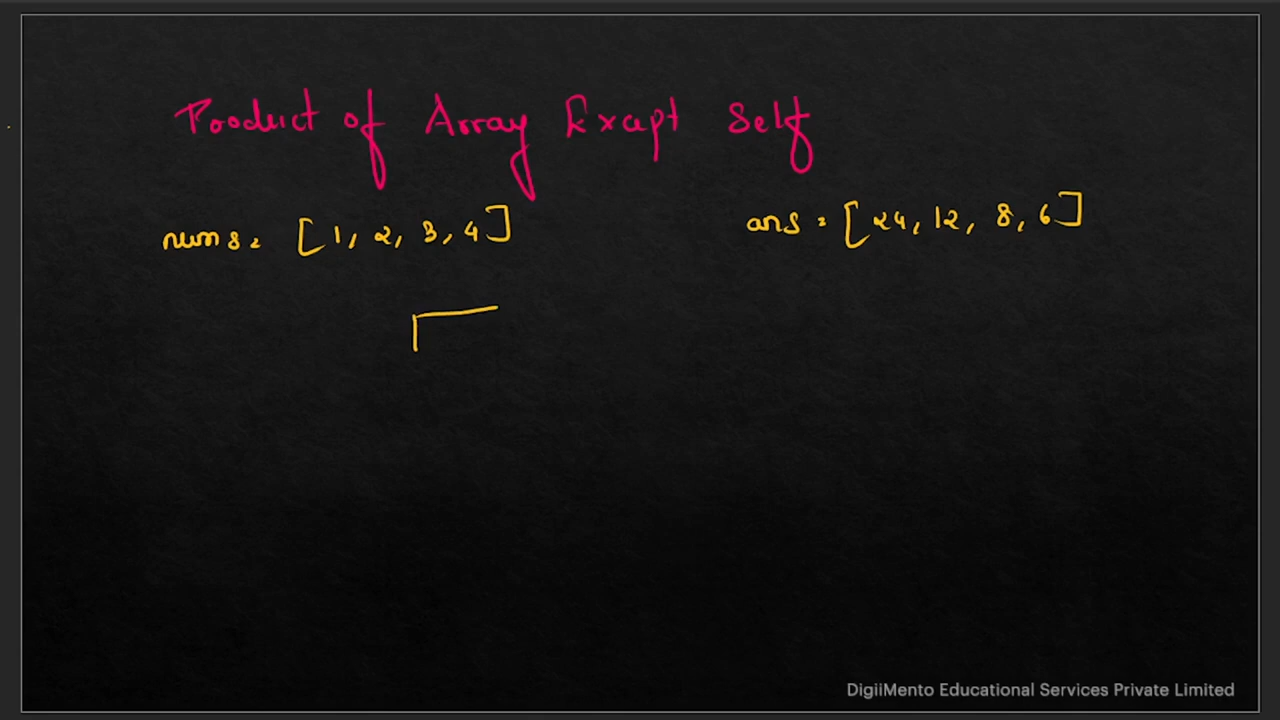 Product of Array Except Self
nums = [1, 2, 3, 4]
ans = [24, 12, 8, 6]
DigiiMento Educational Services Private Limited